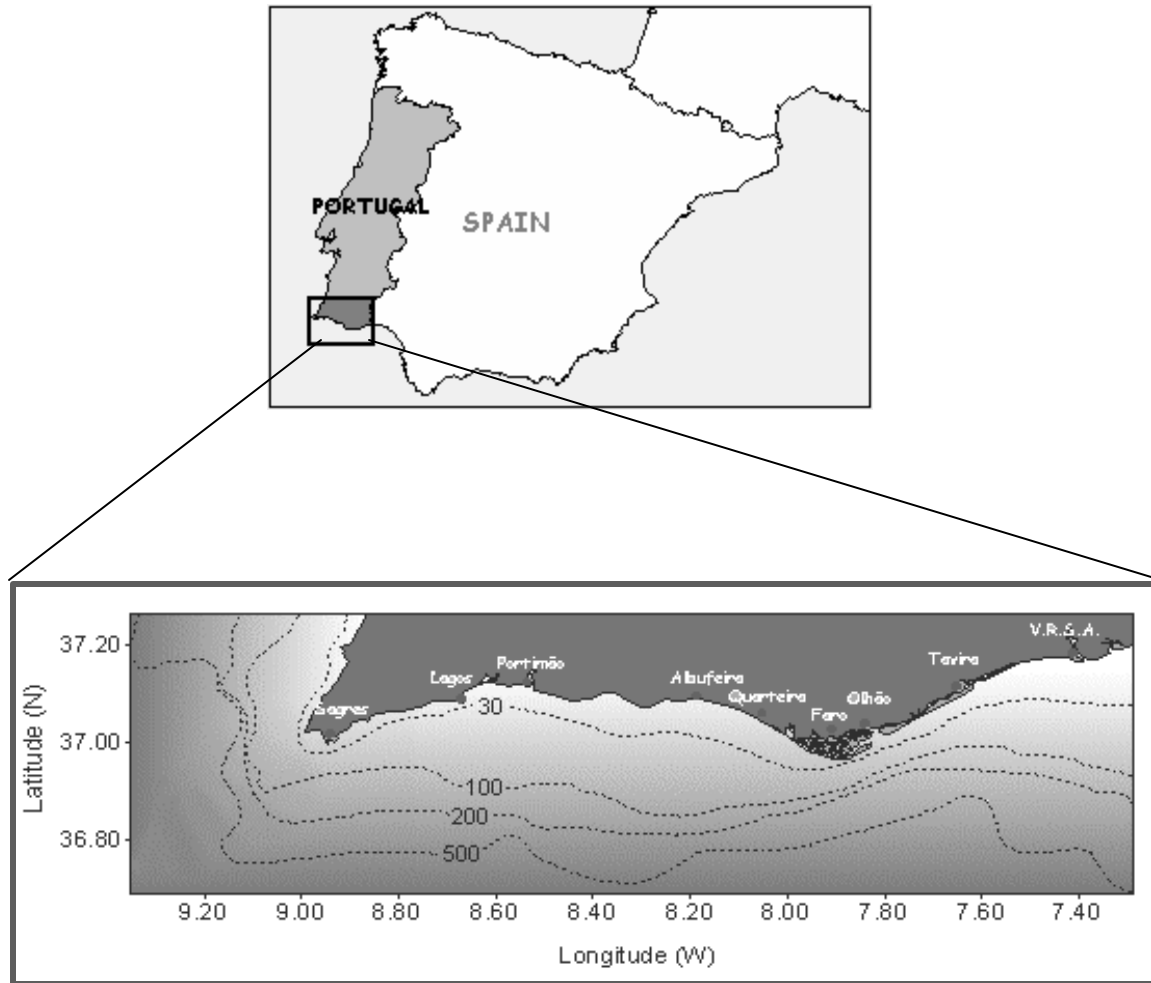 PORTUGAL
SPAIN
Latitude (N)
37.20
37.00
36.80
V.R.S.A.
Tavira
Portimão
Lagos
Albufeira
Quarteira
Olhão
Faro
Sagres
30
100
200
500
9.20 9.00 8.80 8.60 8.40 8.20 8.00 7.80 7.60 7.40
Longitude (W)